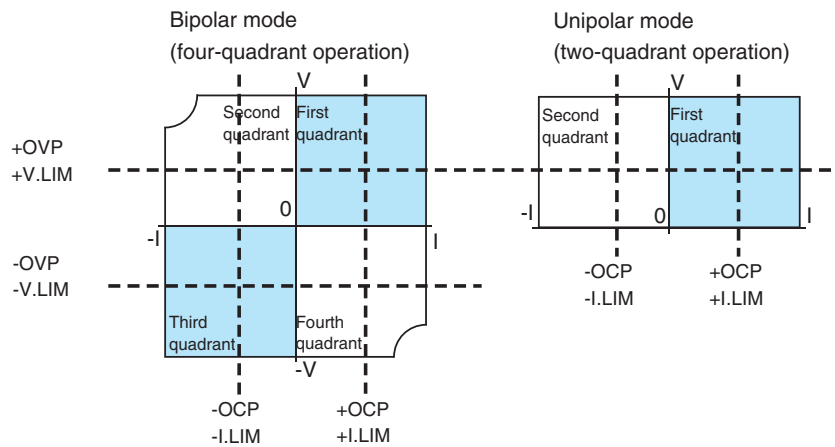 Bipolar mode
(four-quadrant operation)
V
Second
quadrant
First
quadrant
+OVP
+V.LIM
0
-I
I
-OVP
-V.LIM
Third
quadrant
Fourth
quadrant
-V
-OCP
-I.LIM
+OCP
+I.LIM
Unipolar mode
(two-quadrant operation)
V
Second
quadrant
First
quadrant
-I
0
I
-OCP
-I.LIM
+OCP
+I.LIM